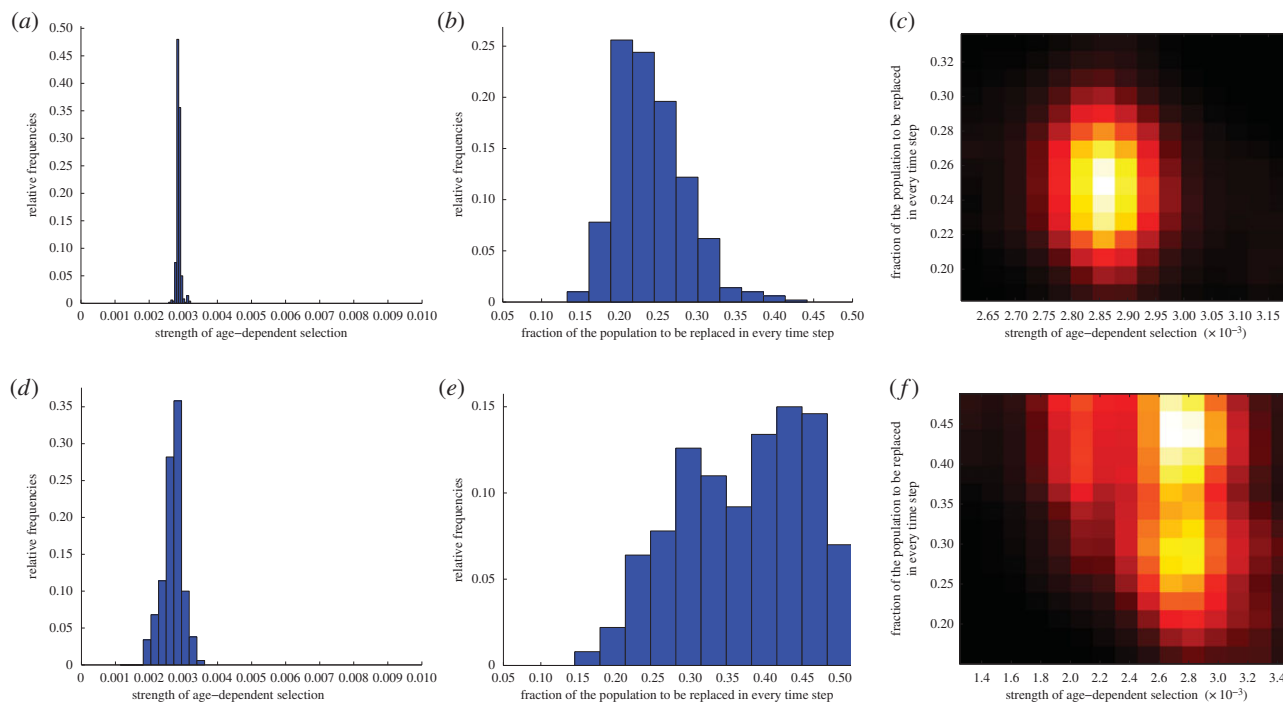 (a)
0.50
0.45
0.40
0.35
0.30
0.25
0.20
0.15
0.10
0.05
0
relative frequencies
0 0.001 0.002 0.003 0.004 0.005 0.006 0.007 0.008 0.009 0.010
strength of age-dependent selection
(b)
0.25
0.20
0.15
0.10
0.05
0
relative frequencies
0.05 0.10 0.15 0.20 0.25 0.30 0.35 0.40 0.45 0.50
fraction of the population to be replaced in every time step
(c)
0.32
0.30
0.28
0.26
0.24
0.22
0.20
fraction of the population to be replaced
in every time step
2.65 2.70 2.75 2.80 2.85 2.90 2.95 3.00 3.05 3.10 3.15
strength of age-dependent selection (× 10⁻³)
(d)
0.35
0.30
0.25
0.20
0.15
0.10
0.05
0
relative frequencies
0 0.001 0.002 0.003 0.004 0.005 0.006 0.007 0.008 0.009 0.010
strength of age-dependent selection
(e)
0.15
0.10
0.05
0
relative frequencies
0.05 0.10 0.15 0.20 0.25 0.30 0.35 0.40 0.45 0.50
fraction of the population to be replaced in every time step
(f)
0.45
0.40
0.35
0.30
0.25
0.20
fraction of the population to be replaced
in every time step
1.4 1.6 1.8 2.0 2.2 2.4 2.6 2.8 3.0 3.2 3.4
strength of age-dependent selection (× 10⁻³)